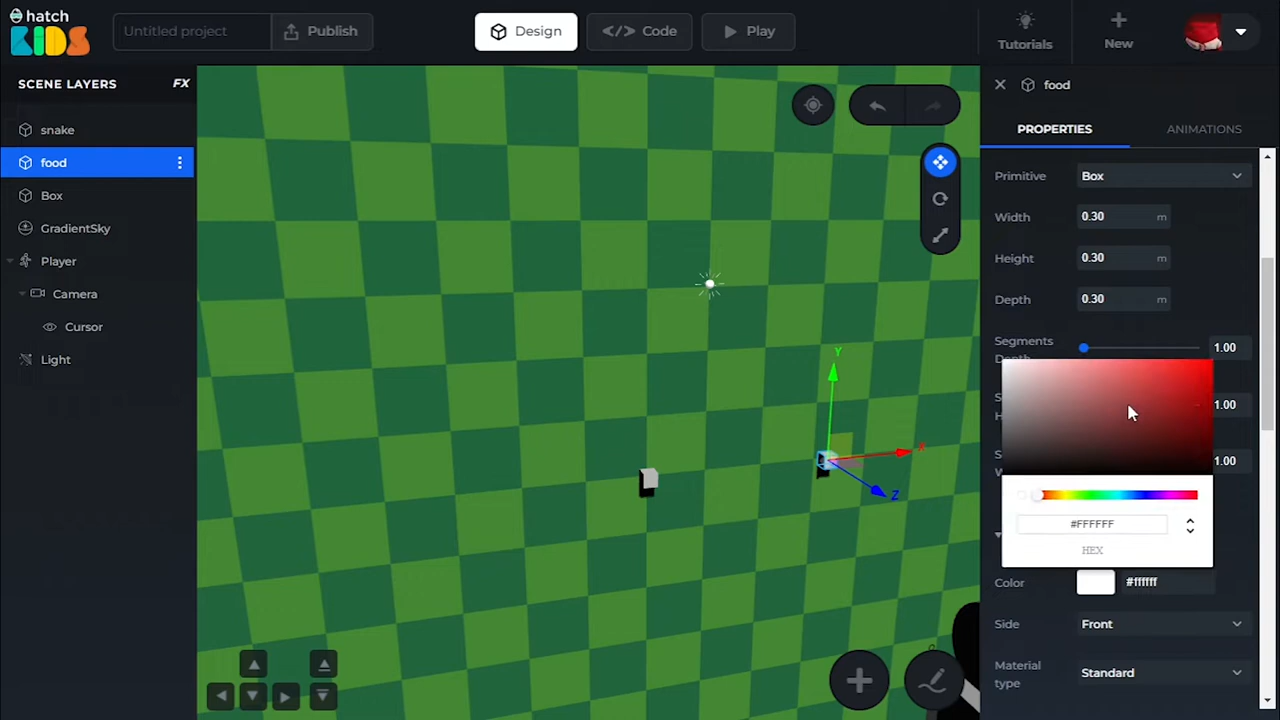 hatch
KIDS
Untitled project
Publish
Design
</> Code
Play
Tutorials
New
SCENE LAYERS
FX
snake
food
Box
GradientSky
Player
Camera
Cursor
Light
Y
X
Z
food
PROPERTIES
ANIMATIONS
Primitive
Box
Width
0.30
m
Height
0.30
m
Depth
0.30
m
Segments
1.00
1.00
1.00
#FFFFFF
HEX
Color
#ffffff
Side
Front
Material
type
Standard